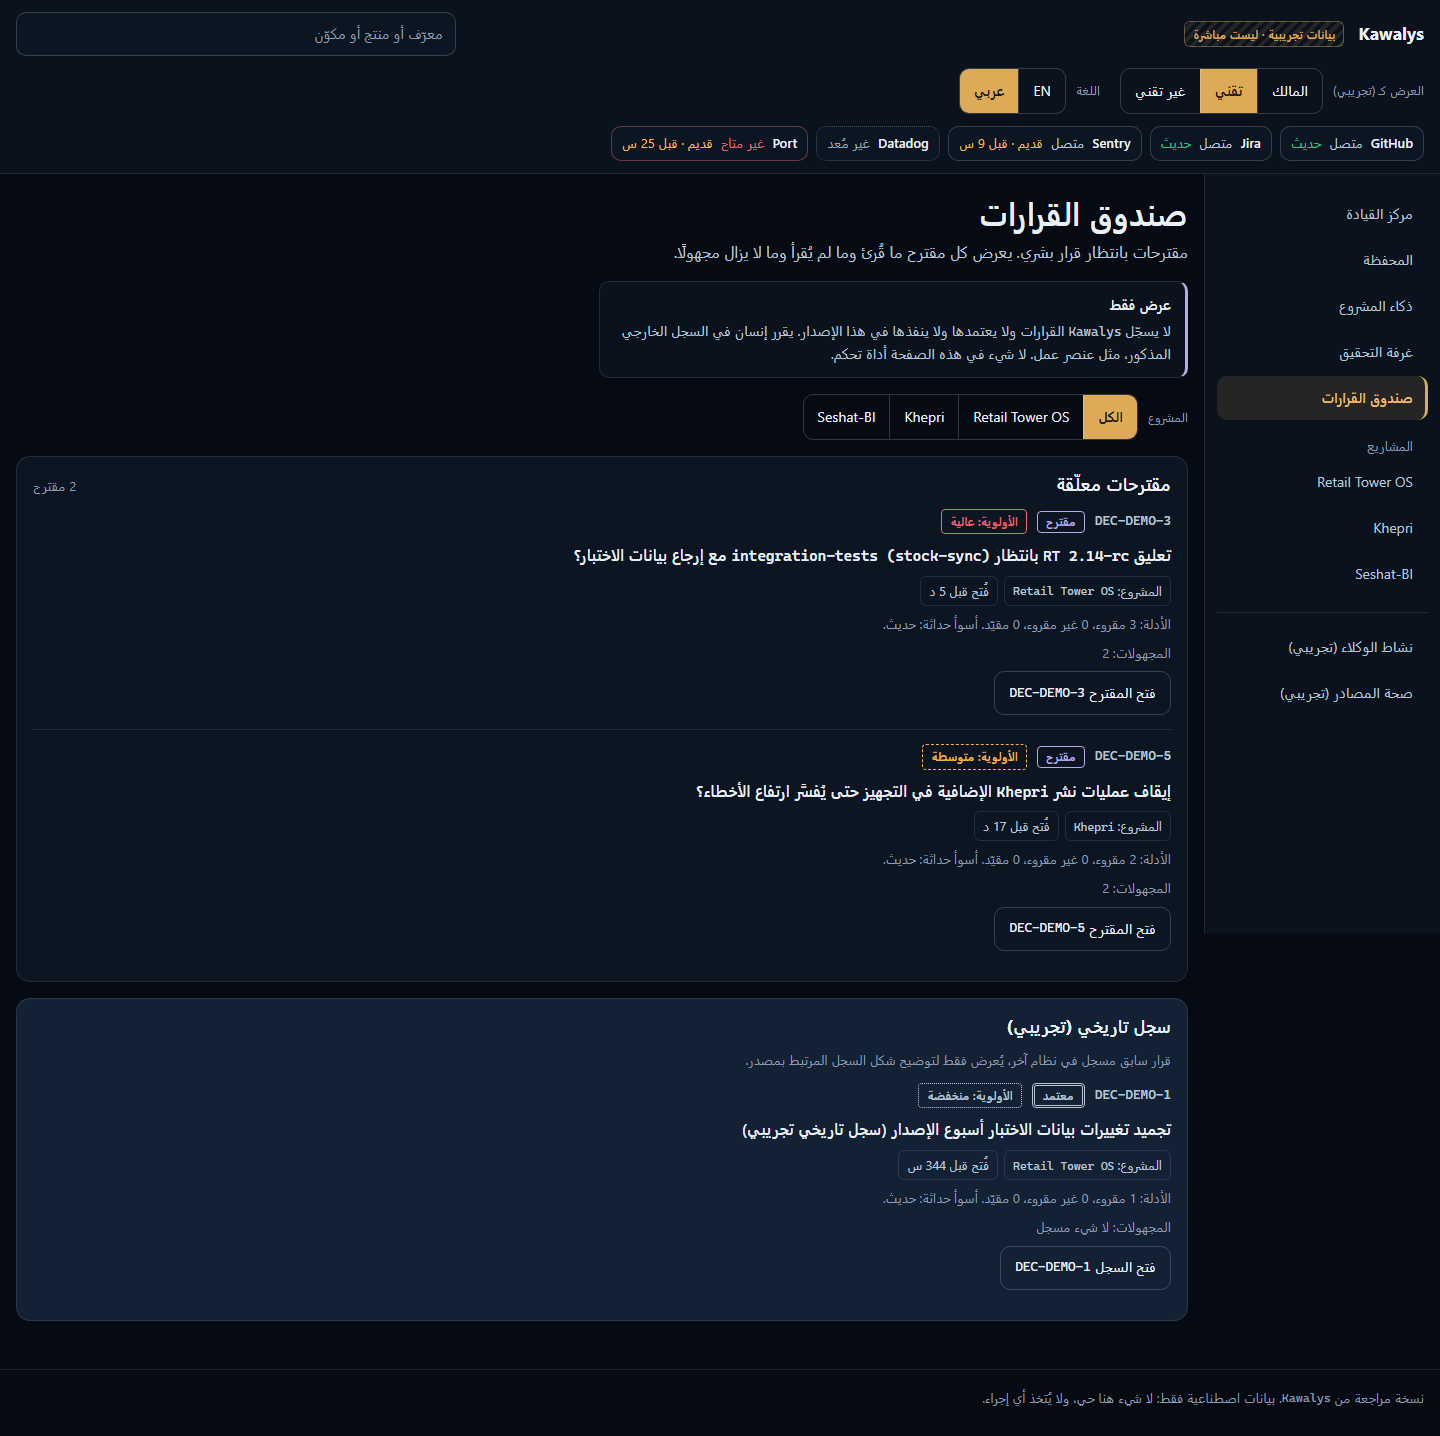 Kawalys
بيانات تجريبية · ليست مباشرة
معرّف أو منتج أو مكوّن
العرض كـ (تجريبي)
المالك
تقني
غير تقني
اللغة
EN
عربي
GitHub متصل حديث
Jira متصل حديث
Sentry متصل قديم · قبل 9 س
Datadog غير مُعد
Port غير متاح قديم · قبل 25 س
مركز القيادة
المحفظة
ذكاء المشروع
غرفة التحقيق
صندوق القرارات
المشاريع
Retail Tower OS
Khepri
Seshat-BI
نشاط الوكلاء (تجريبي)
صحة المصادر (تجريبي)
صندوق القرارات
مقترحات بانتظار قرار بشري. يعرض كل مقترح ما قُرئ وما لم يُقرأ وما لا يزال مجهولًا.
عرض فقط
لا يسجّل Kawalys القرارات ولا يعتمدها ولا ينفذها في هذا الإصدار. يقرر إنسان في السجل الخارجي
المذكور، مثل عنصر عمل. لا شيء في هذه الصفحة أداة تحكم.
المشروع
الكل
Retail Tower OS
Khepri
Seshat-BI
مقترحات معلّقة
2 مقترح
DEC-DEMO-3 مقترح الأولوية: عالية
تعليق RT 2.14-rc بانتظار integration-tests (stock-sync) مع إرجاع بيانات الاختبار؟
المشروع: Retail Tower OS فُتح قبل 5 د
الأدلة: 3 مقروء، 0 غير مقروء، 0 مقيّد. أسوأ حداثة: حديث.
المجهولات: 2
فتح المقترح DEC-DEMO-3
DEC-DEMO-5 مقترح الأولوية: متوسطة
إيقاف عمليات نشر Khepri الإضافية في التجهيز حتى يُفسَّر ارتفاع الأخطاء؟
المشروع: Khepri فُتح قبل 17 د
الأدلة: 2 مقروء، 0 غير مقروء، 0 مقيّد. أسوأ حداثة: حديث.
المجهولات: 2
فتح المقترح DEC-DEMO-5
سجل تاريخي (تجريبي)
قرار سابق مسجل في نظام آخر، يُعرض فقط لتوضيح شكل السجل المرتبط بمصدر.
DEC-DEMO-1 معتمد الأولوية: منخفضة
تجميد تغييرات بيانات الاختبار أسبوع الإصدار (سجل تاريخي تجريبي)
المشروع: Retail Tower OS فُتح قبل 344 س
الأدلة: 1 مقروء، 0 غير مقروء، 0 مقيّد. أسوأ حداثة: حديث.
المجهولات: لا شيء مسجل
فتح السجل DEC-DEMO-1
نسخة مراجعة من Kawalys. بيانات اصطناعية فقط: لا شيء هنا حي، ولا يُتخذ أي إجراء.